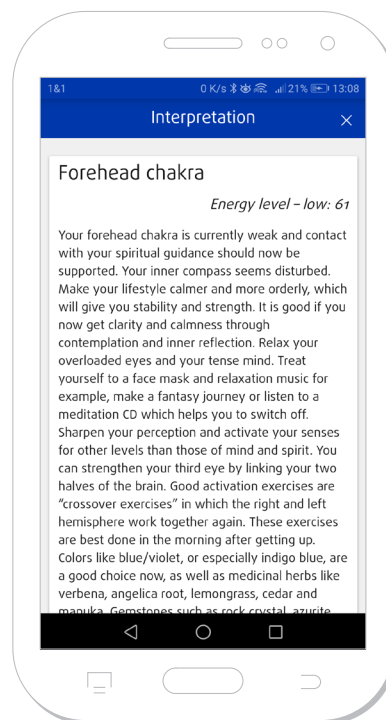 1&1 0 K/s 21% 13:08
Interpretation
Forehead chakra
Energy level – low: 61
Your forehead chakra is currently weak and contact
with your spiritual guidance should now be
supported. Your inner compass seems disturbed.
Make your lifestyle calmer and more orderly, which
will give you stability and strength. It is good if you
now get clarity and calmness through
contemplation and inner reflection. Relax your
overloaded eyes and your tense mind. Treat
yourself to a face mask and relaxation music for
example, make a fantasy journey or listen to a
meditation CD which helps you to switch off.
Sharpen your perception and activate your senses
for other levels than those of mind and spirit. You
can strengthen your third eye by linking your two
halves of the brain. Good activation exercises are
“crossover exercises” in which the right and left
hemisphere work together again. These exercises
are best done in the morning after getting up.
Colors like blue/violet, or especially indigo blue, are
a good choice now, as well as medicinal herbs like
verbena, angelica root, lemongrass, cedar and
manuka. Gemstones such as rock crystal, azurite